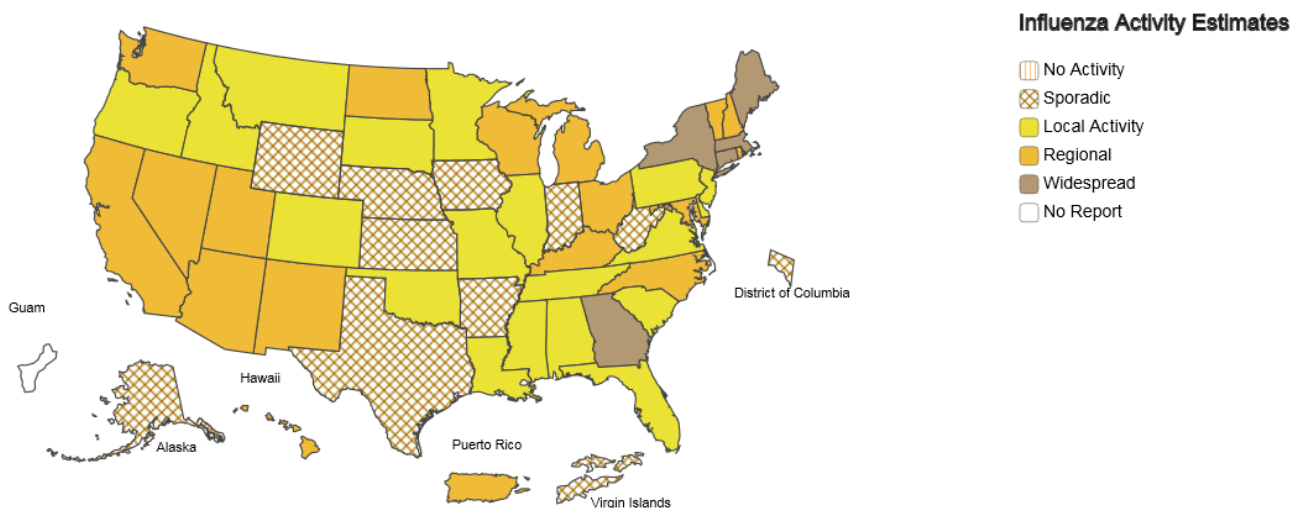 Influenza Activity Estimates
No Activity
Sporadic
Local Activity
Regional
Widespread
No Report
District of Columbia
Guam
Hawaii
Alaska
Puerto Rico
Virgin Islands